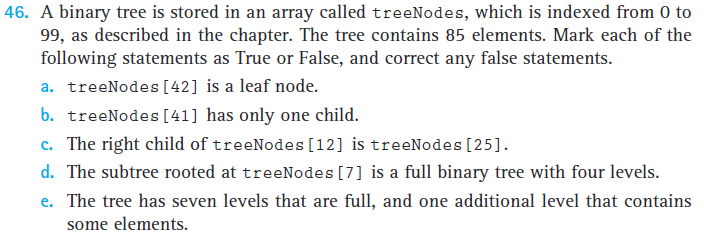 46. A binary tree is stored in an array called treeNodes, which is indexed from 0 to
99, as described in the chapter. The tree contains 85 elements. Mark each of the
following statements as True or False, and correct any false statements.
a. treeNodes[42] is a leaf node.
b. treeNodes[41] has only one child.
c. The right child of treeNodes[12] is treeNodes[25].
d. The subtree rooted at treeNodes[7] is a full binary tree with four levels.
e. The tree has seven levels that are full, and one additional level that contains
some elements.